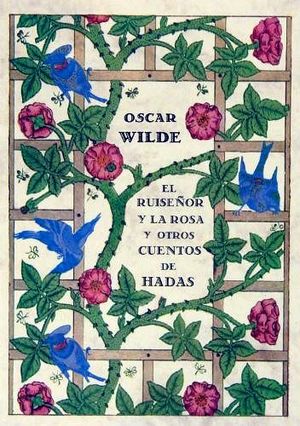 OSCAR
WILDE
EL
RUISEÑOR
Y LA ROSA
Y OTROS
CUENTOS
DE
HADAS